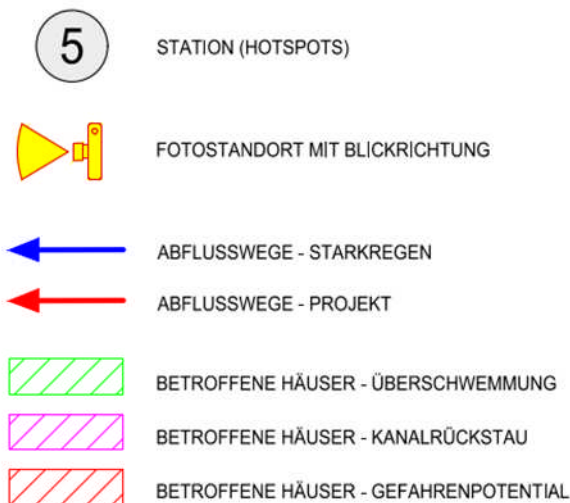 5 STATION (HOTSPOTS)
FOTOSTANDORT MIT BLICKRICHTUNG
ABFLUSSWEGE - STARKREGEN
ABFLUSSWEGE - PROJEKT
BETROFFENE HÄUSER - ÜBERSCHWEMMUNG
BETROFFENE HÄUSER - KANALRÜCKSTAU
BETROFFENE HÄUSER - GEFAHRENPOTENTIAL